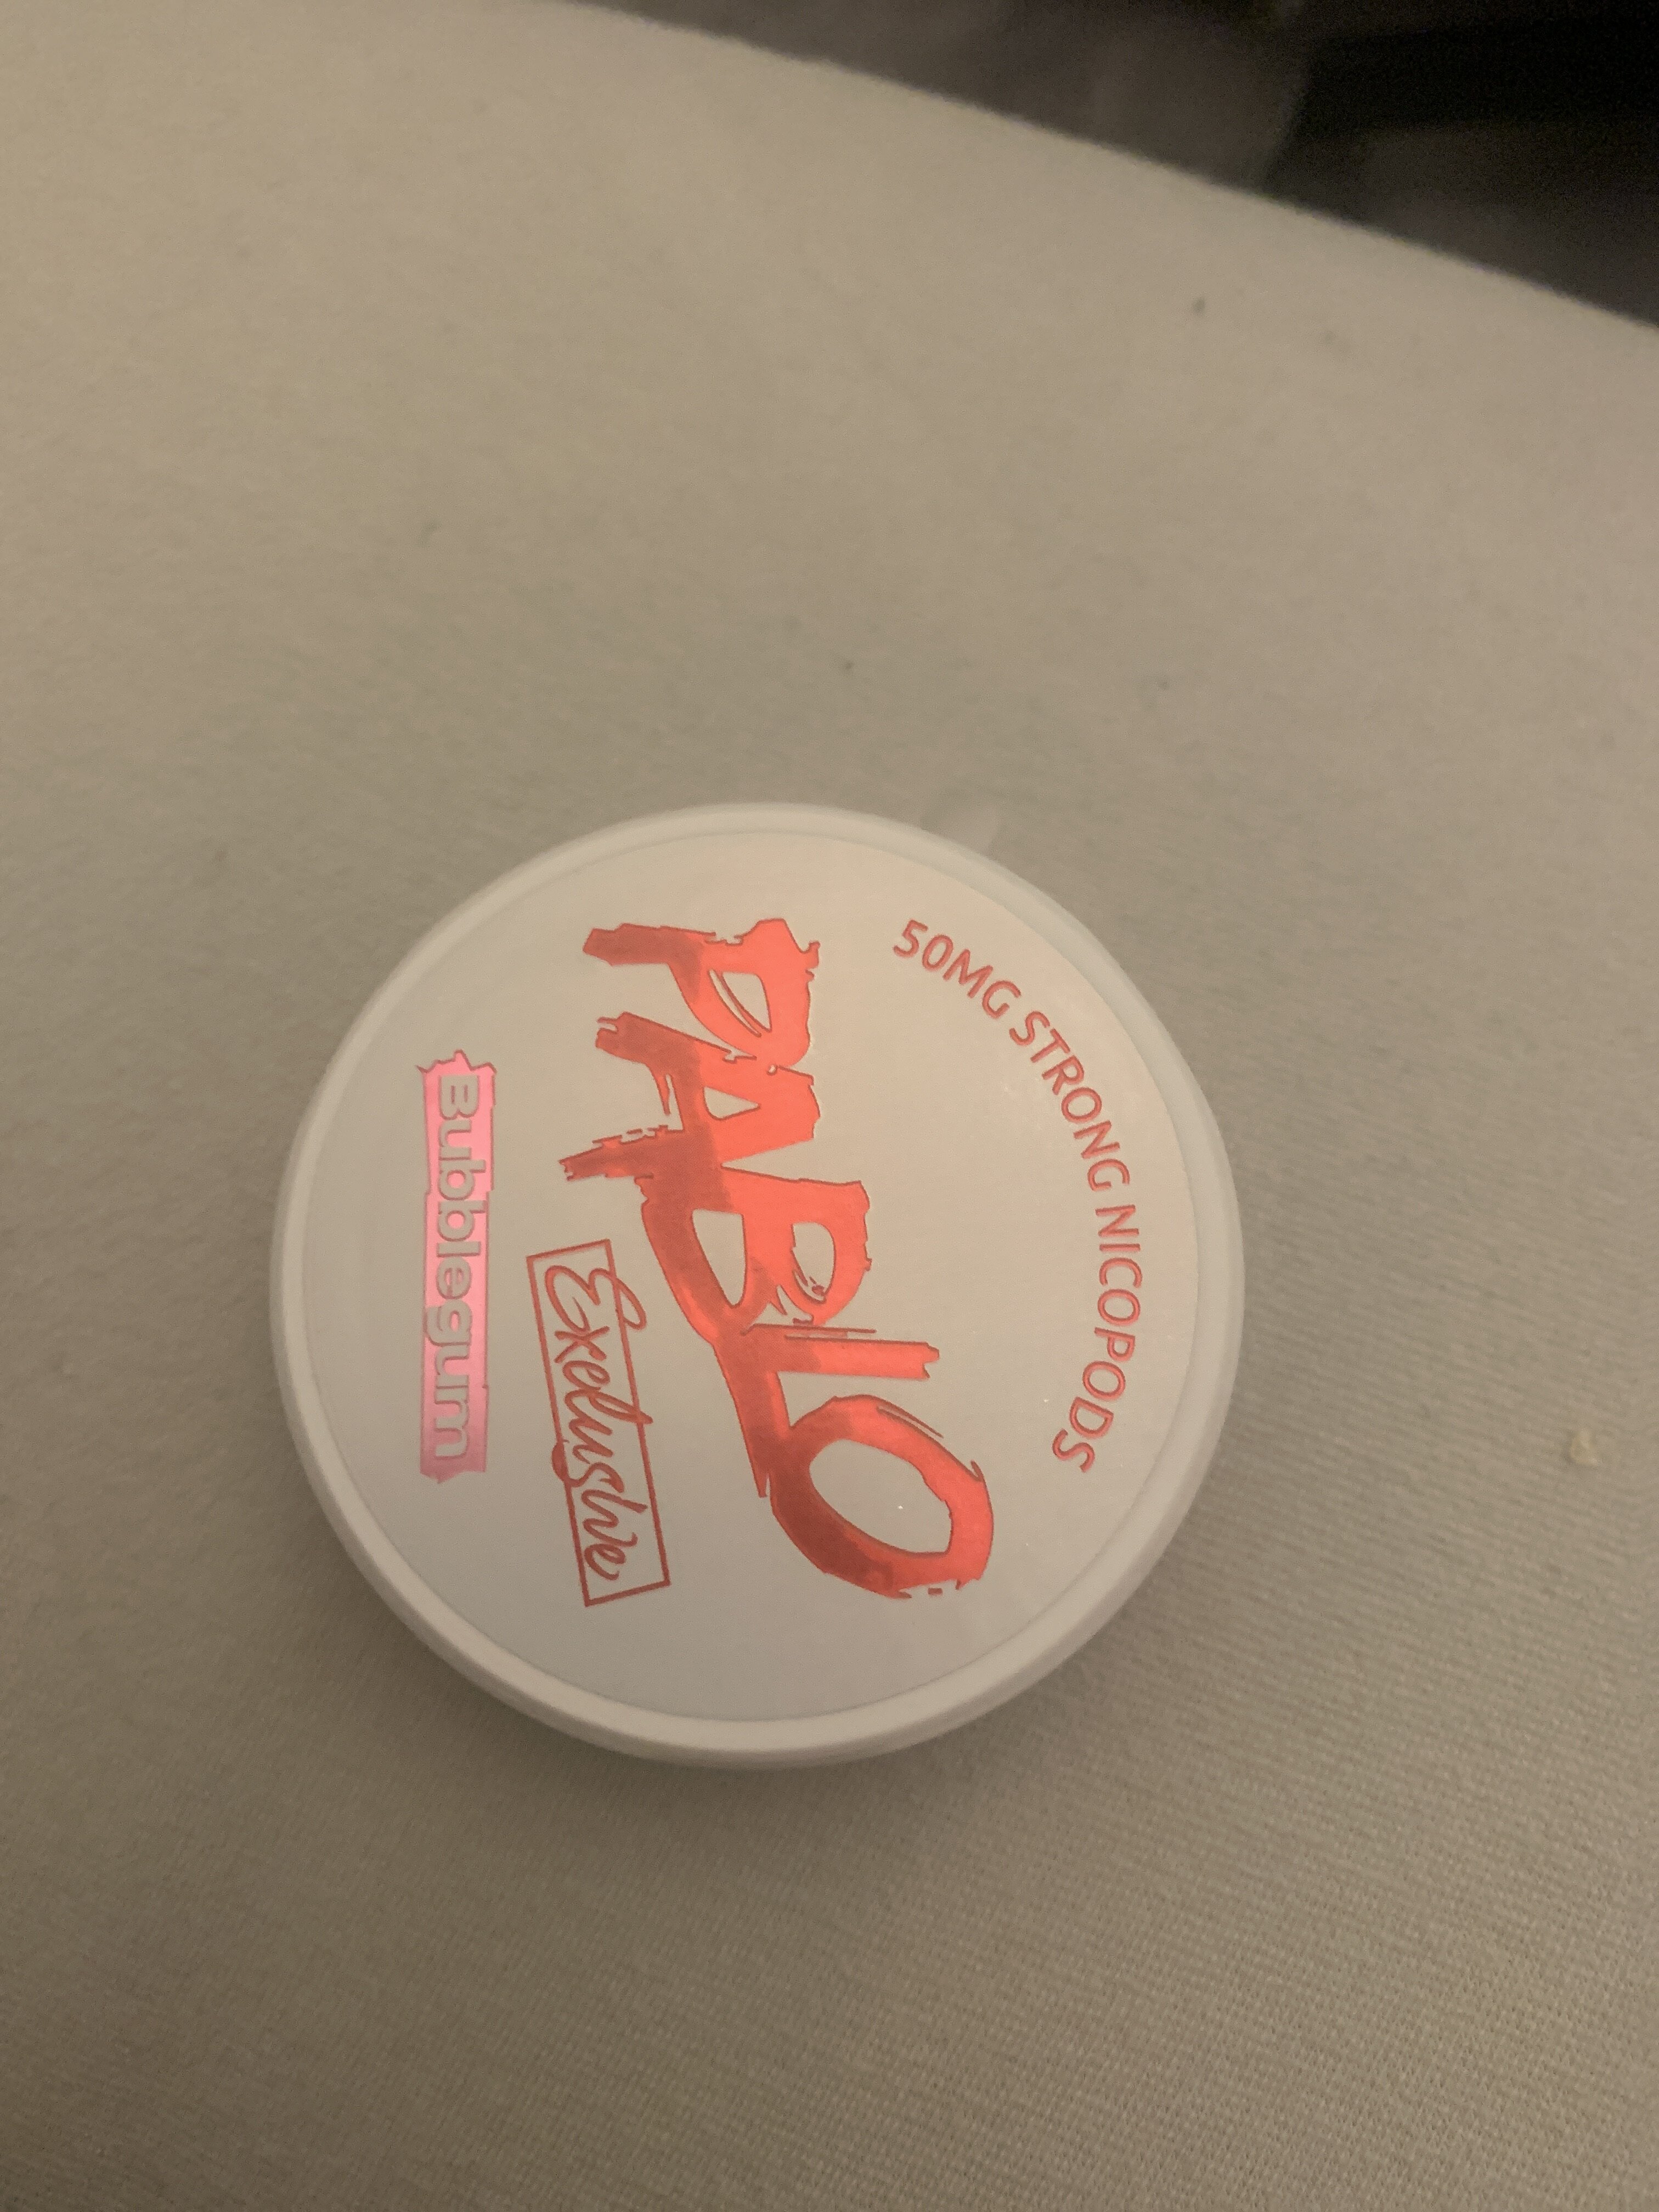 50MG STRONG NICOPODS
PABLO
Exclusive
Bubblegum